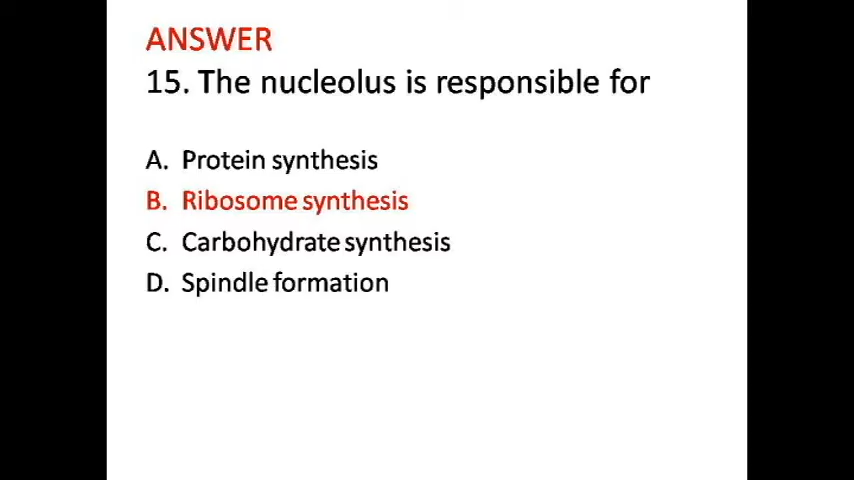 ANSWER
15. The nucleolus is responsible for
A. Protein synthesis
B. Ribosome synthesis
C. Carbohydrate synthesis
D. Spindle formation